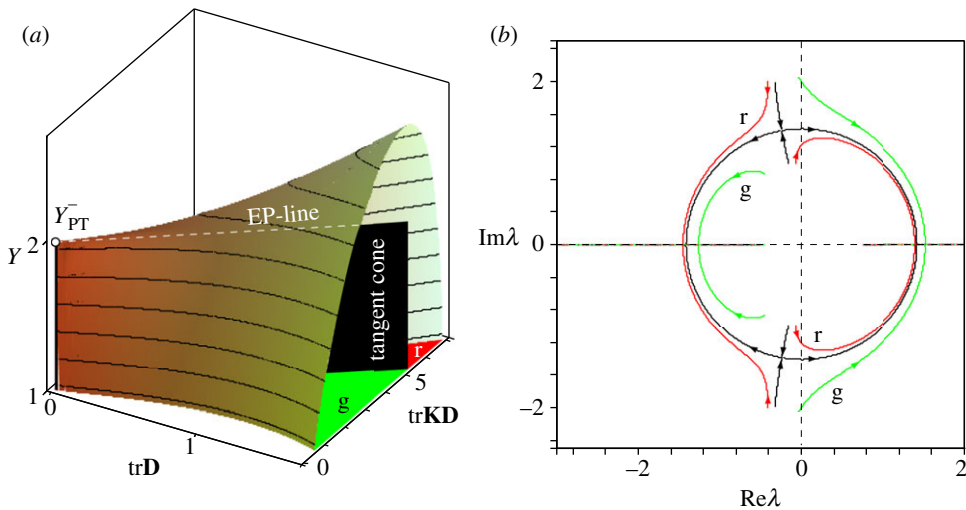 (a)
Y⁻PT
EP-line
2
Y
tangent cone
1
0
g
r
5
trKD
1
0
trD
(b)
2
r
g
Imλ
0
r
g
−2
−2
0
2
Reλ